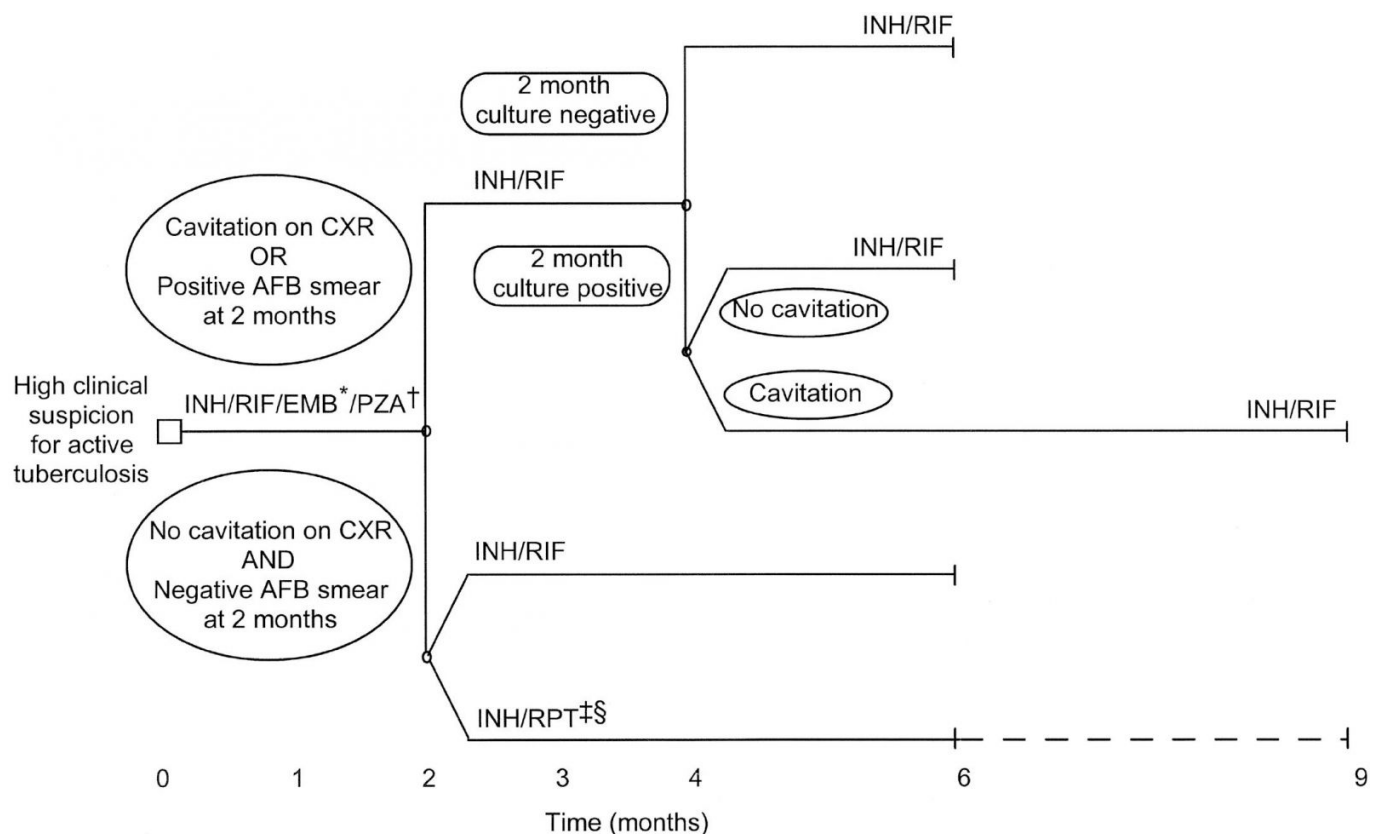 INH/RIF
2 month
culture negative
INH/RIF
Cavitation on CXR
OR
Positive AFB smear
at 2 months
2 month
culture positive
INH/RIF
No cavitation
High clinical
suspicion
for active
tuberculosis
INH/RIF/EMB*/PZA†
Cavitation
INH/RIF
No cavitation on CXR
AND
Negative AFB smear
at 2 months
INH/RIF
INH/RPT‡§
0 1 2 3 4 6 9
Time (months)